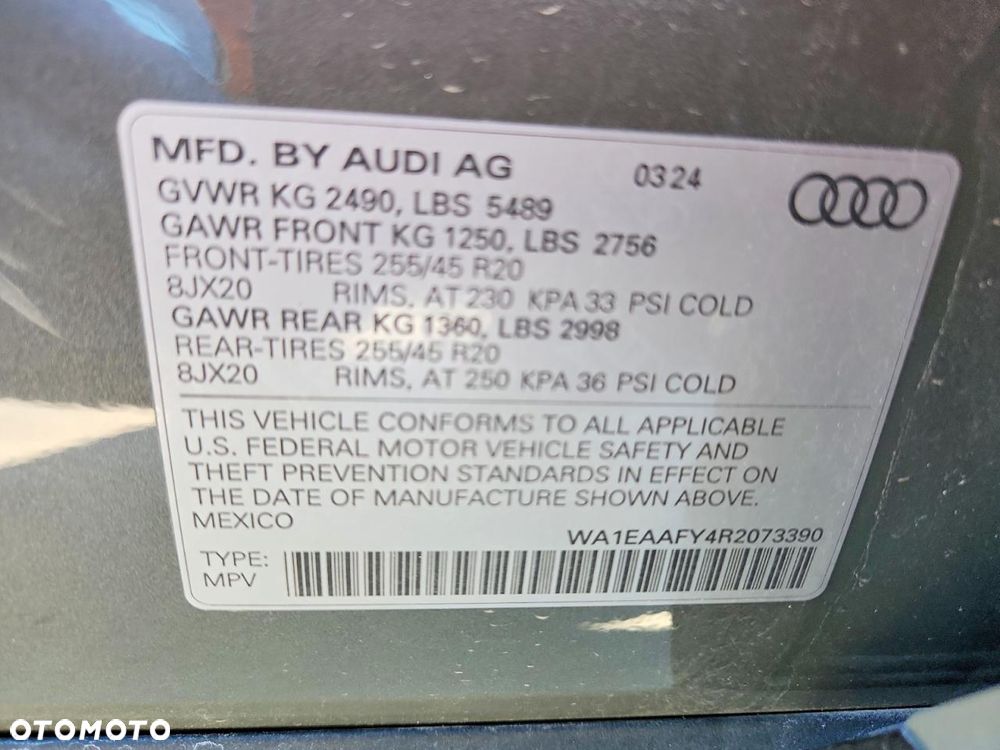 MFD. BY AUDI AG 03 24
GVWR KG 2490, LBS 5489
GAWR FRONT KG 1250, LBS 2756
FRONT-TIRES 255/45 R20
8JX20 RIMS, AT 230 KPA 33 PSI COLD
GAWR REAR KG 1360, LBS 2998
REAR-TIRES 255/45 R20
8JX20 RIMS, AT 250 KPA 36 PSI COLD
THIS VEHICLE CONFORMS TO ALL APPLICABLE
U.S. FEDERAL MOTOR VEHICLE SAFETY AND
THEFT PREVENTION STANDARDS IN EFFECT ON
THE DATE OF MANUFACTURE SHOWN ABOVE.
MEXICO
WA1EAAFY4R2073390
TYPE:
MPV
OTOMOTO